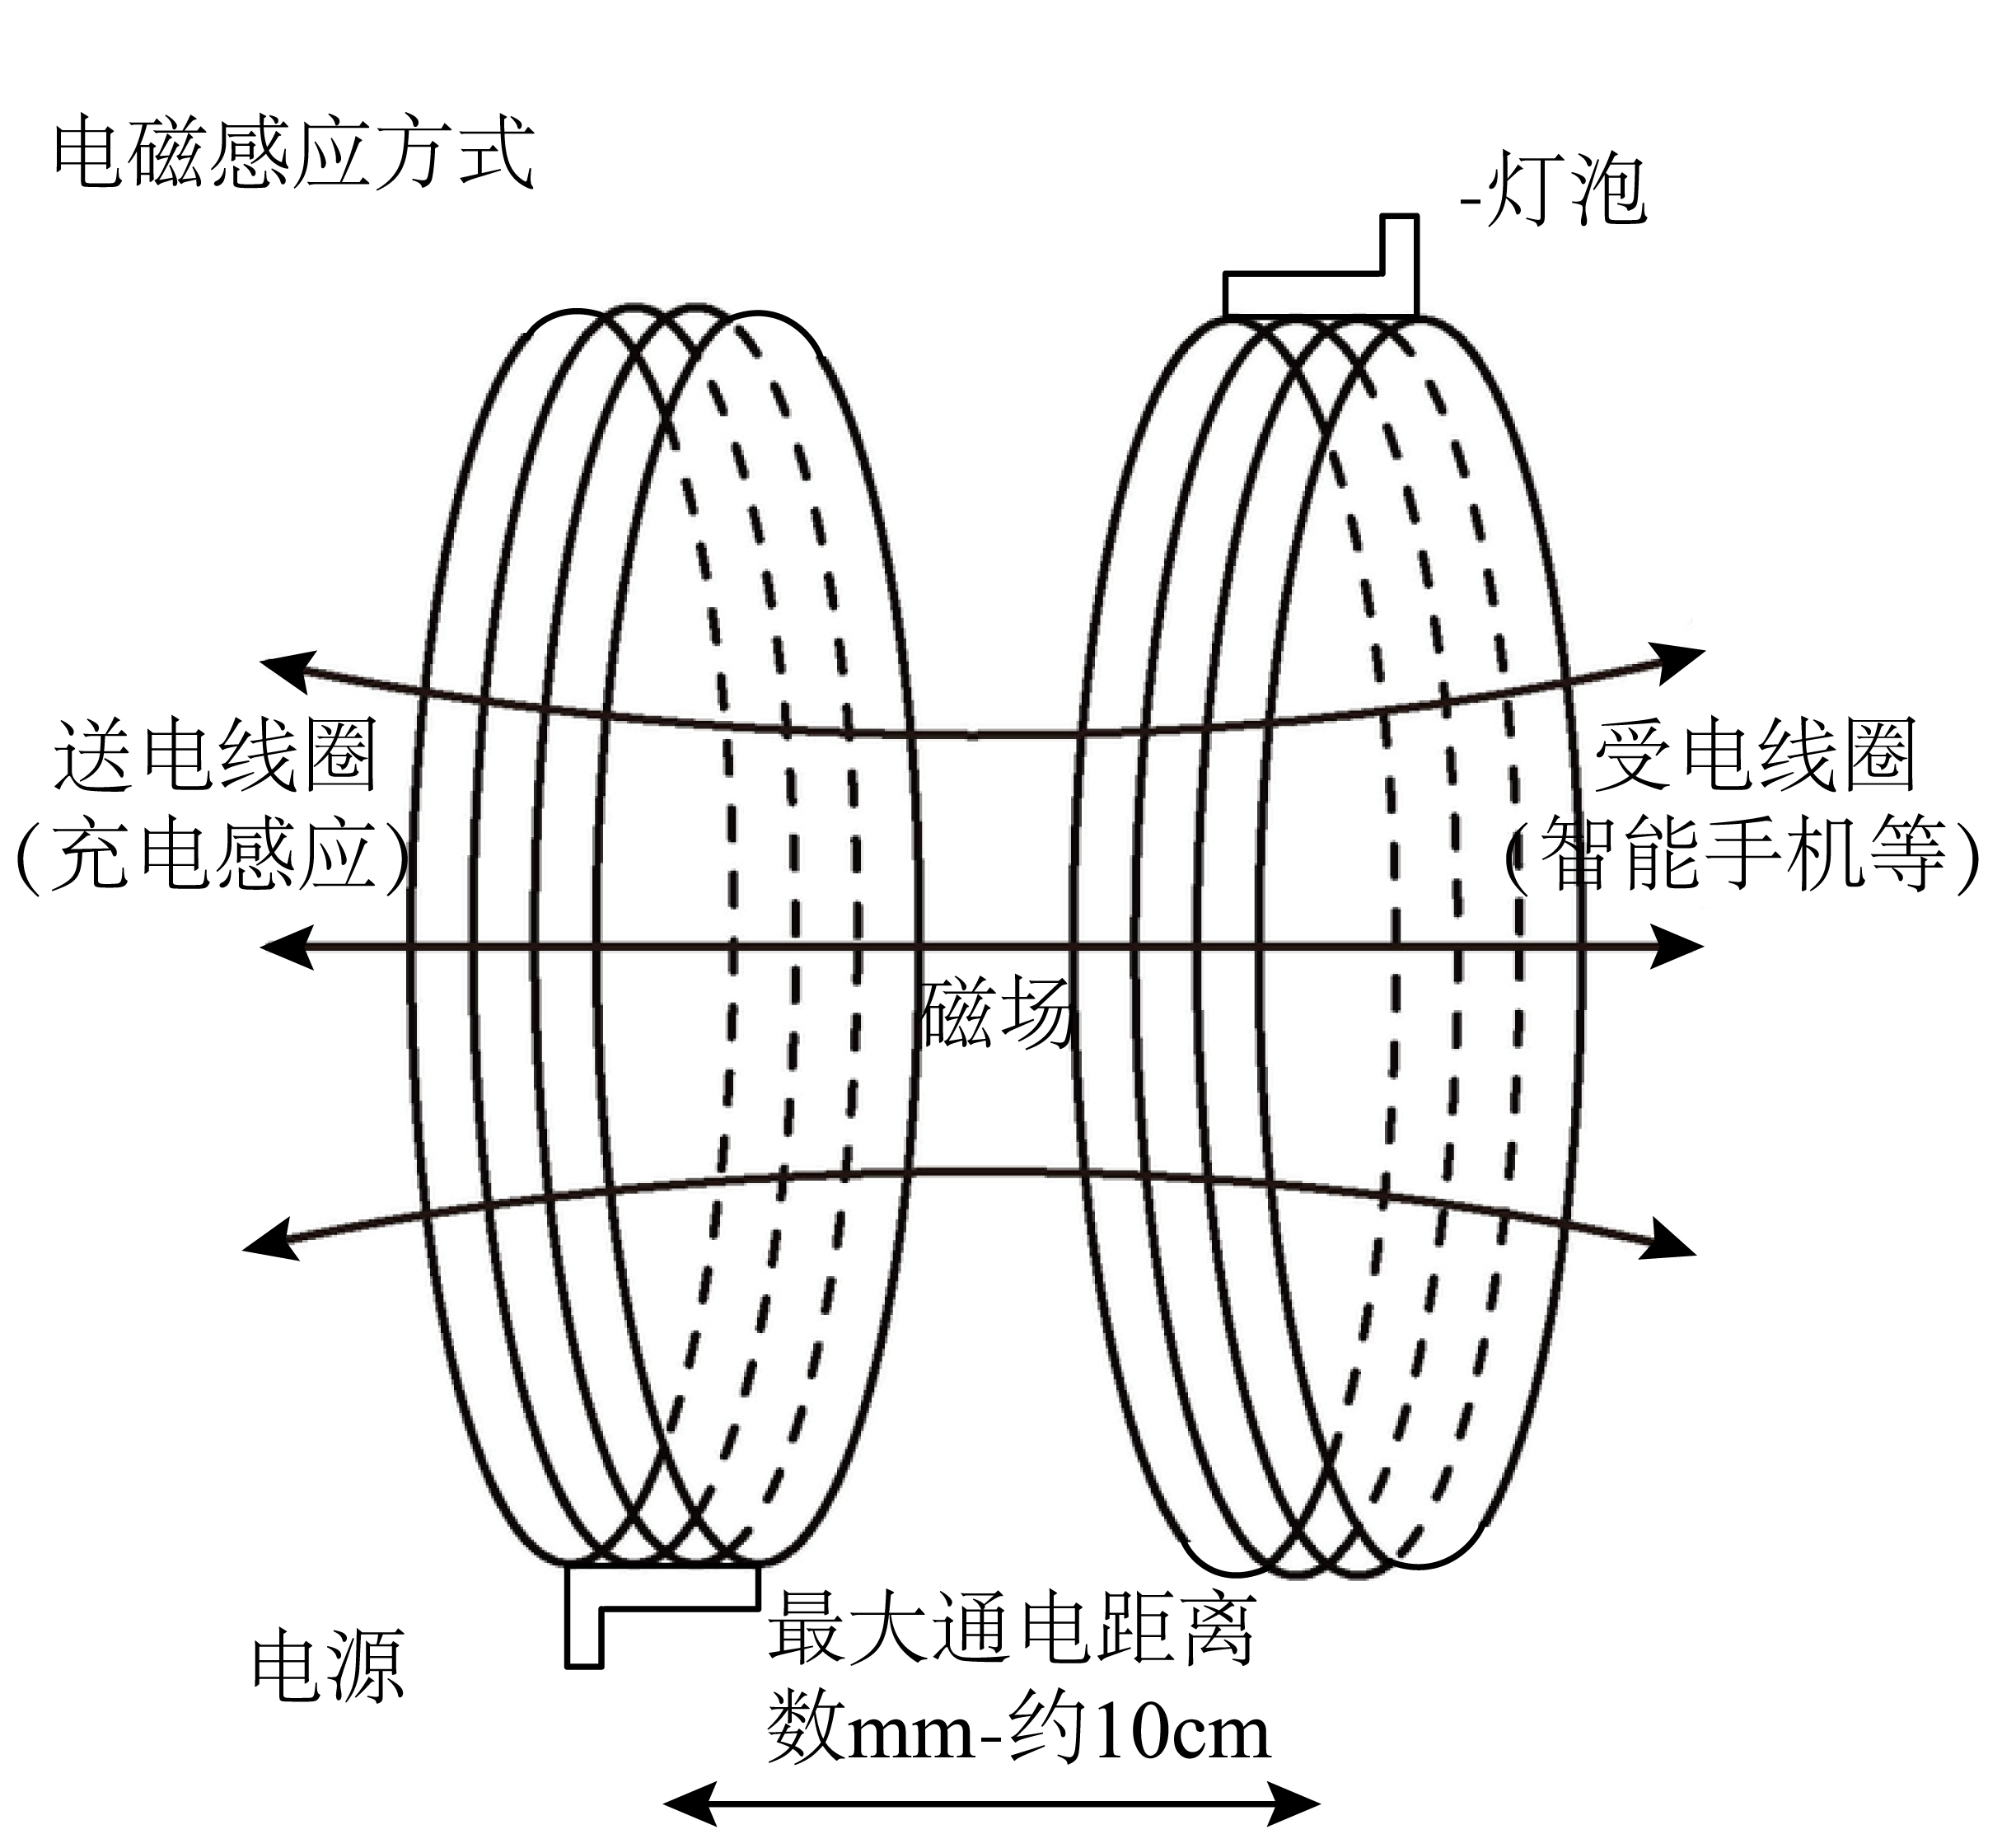 电磁感应方式
-灯泡
送电线圈
(充电感应)
受电线圈
(智能手机等)
磁场
电源
最大通电距离
数mm-约10cm